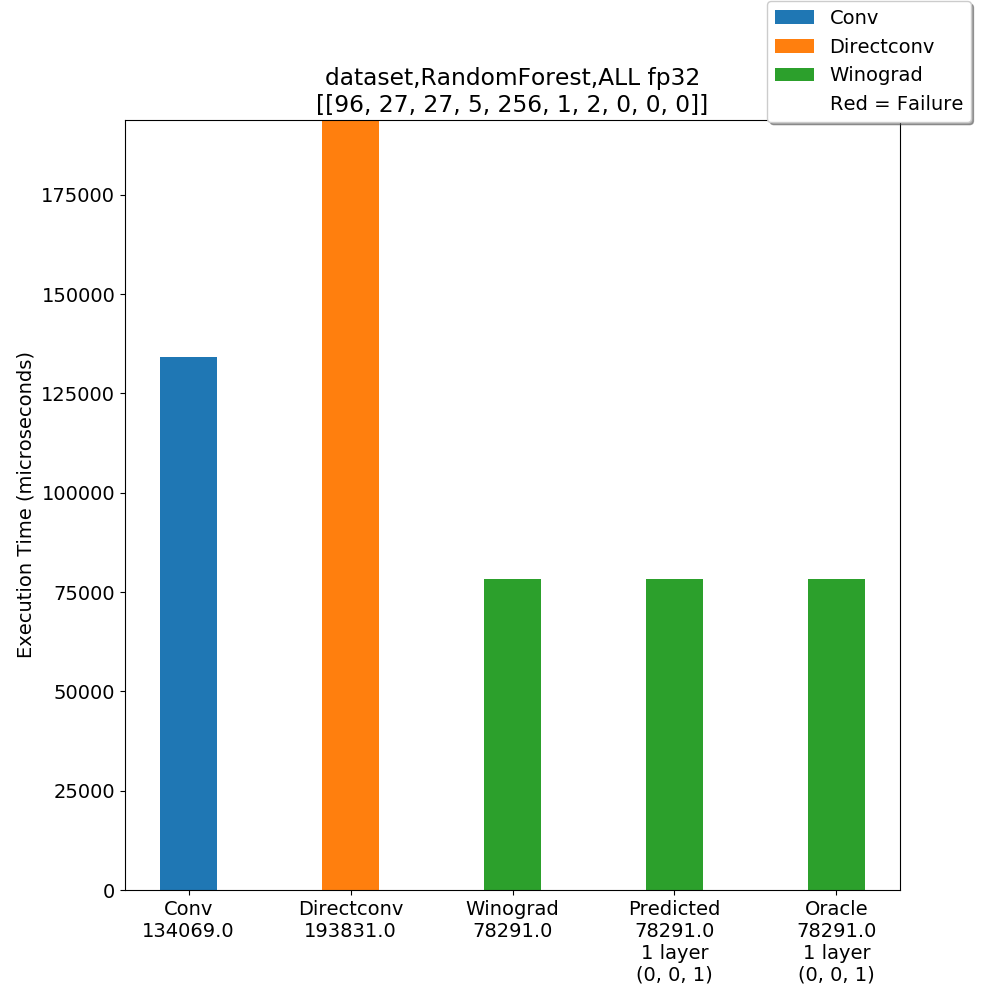 Conv
Directconv
Winograd
Red = Failure
dataset,RandomForest,ALL fp32
[[96, 27, 27, 5, 256, 1, 2, 0, 0, 0]]
Execution Time (microseconds)
175000
150000
125000
100000
75000
50000
25000
0
Conv
134069.0
Directconv
193831.0
Winograd
78291.0
Predicted
78291.0
1 layer
(0, 0, 1)
Oracle
78291.0
1 layer
(0, 0, 1)